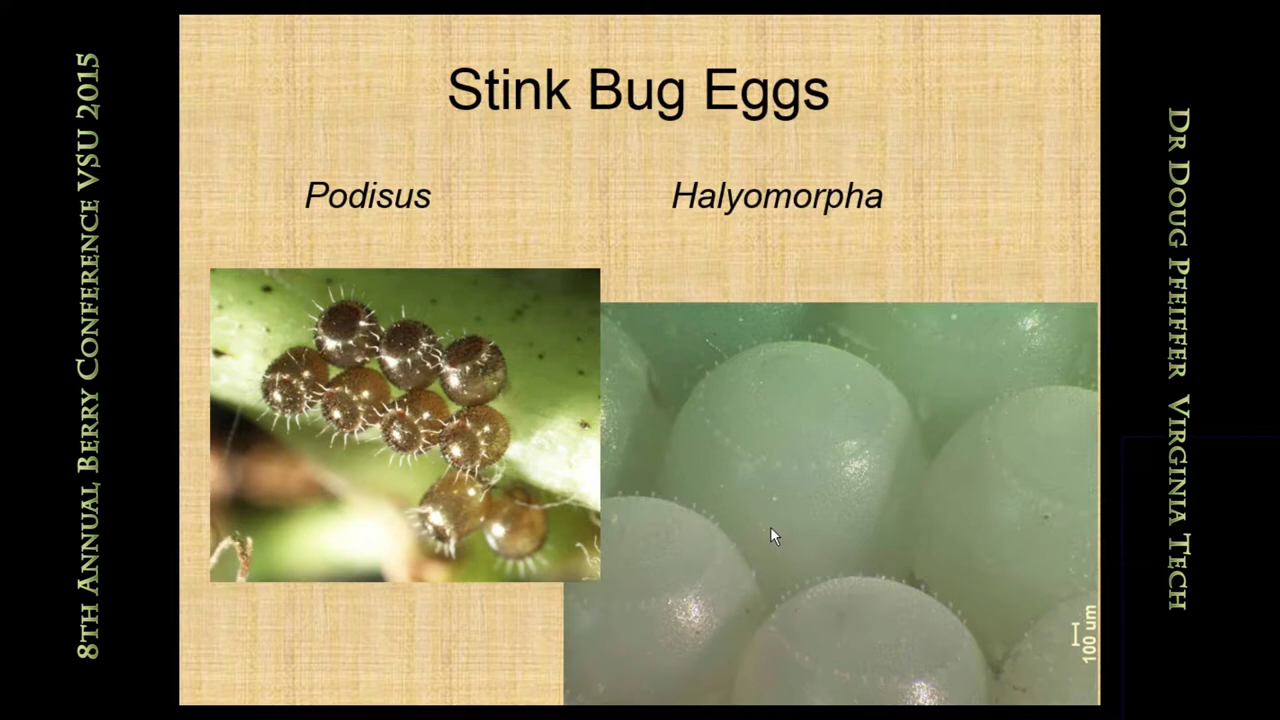 8th Annual Berry Conference VSU 2015
Stink Bug Eggs
Podisus
Halyomorpha
100 um
Dr Doug Pfeiffer Virginia Tech